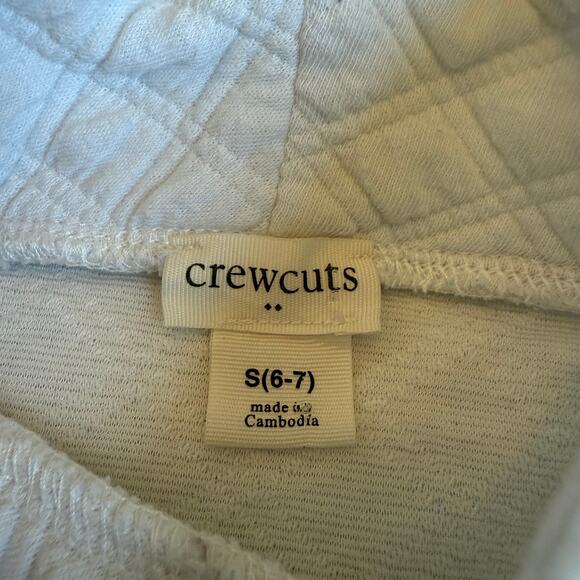 crewcuts
S(6-7)
made in
Cambodia